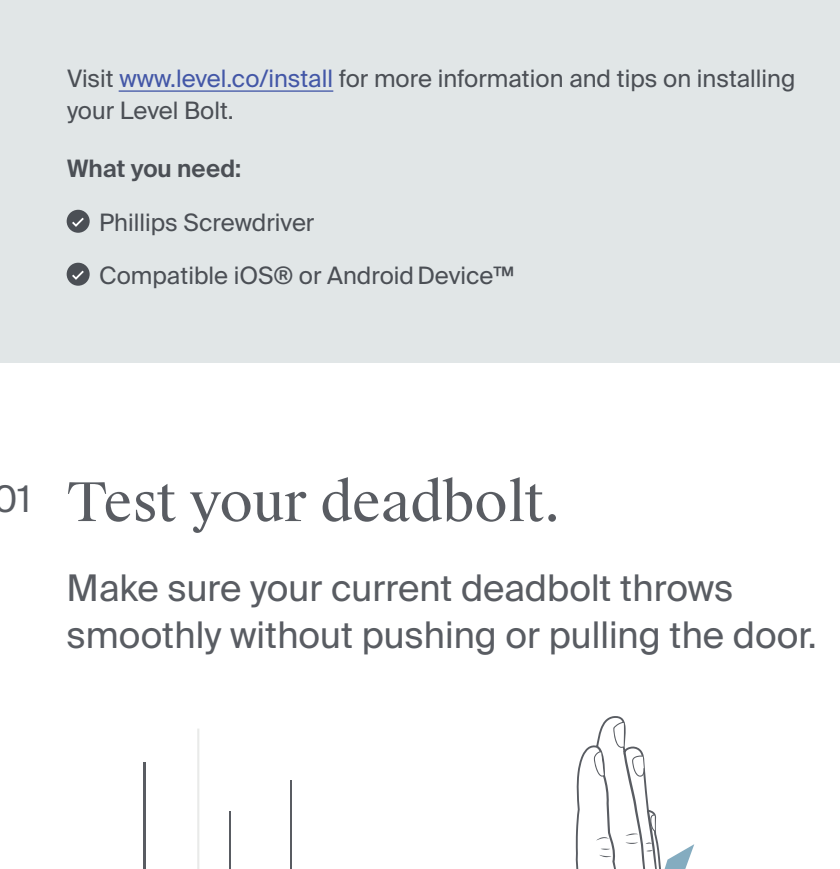 Visit www.level.co/install for more information and tips on installing
your Level Bolt.
What you need:
Phillips Screwdriver
Compatible iOS® or Android Device™
01
Test your deadbolt.
Make sure your current deadbolt throws
smoothly without pushing or pulling the door.